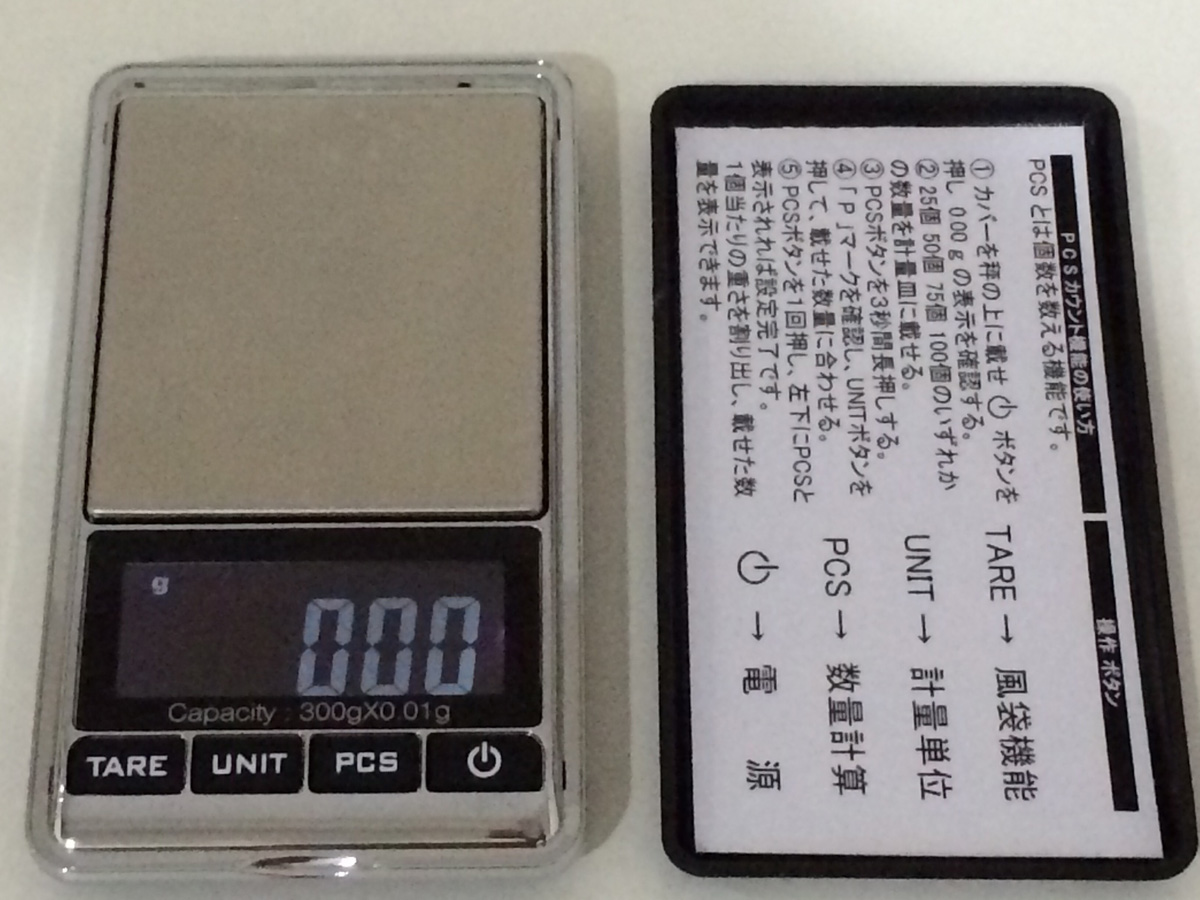 g
000
Capacity : 300gX0.01g
TARE
UNIT
PCS
PCSカウント機能の使い方
PCSとは個数を数える機能です。
① カバーを秤の上に載せ ⏻ ボタンを
押し 0.00 g の表示を確認する。
② 25個 50個 75個 100個のいずれか
の数量を計量皿に載せる。
③ PCSボタンを3秒間長押しする。
④ 「P」マークを確認し、UNITボタンを
押して、載せた数量に合わせる。
⑤ PCSボタンを1回押し、左下にPCSと
表示されれば設定完了です。
1個当たりの重さを割り出し、載せた数
量を表示できます。
操作ボタン
TARE → 風袋機能
UNIT → 計量単位
PCS → 数量計算
⏻ → 電 源